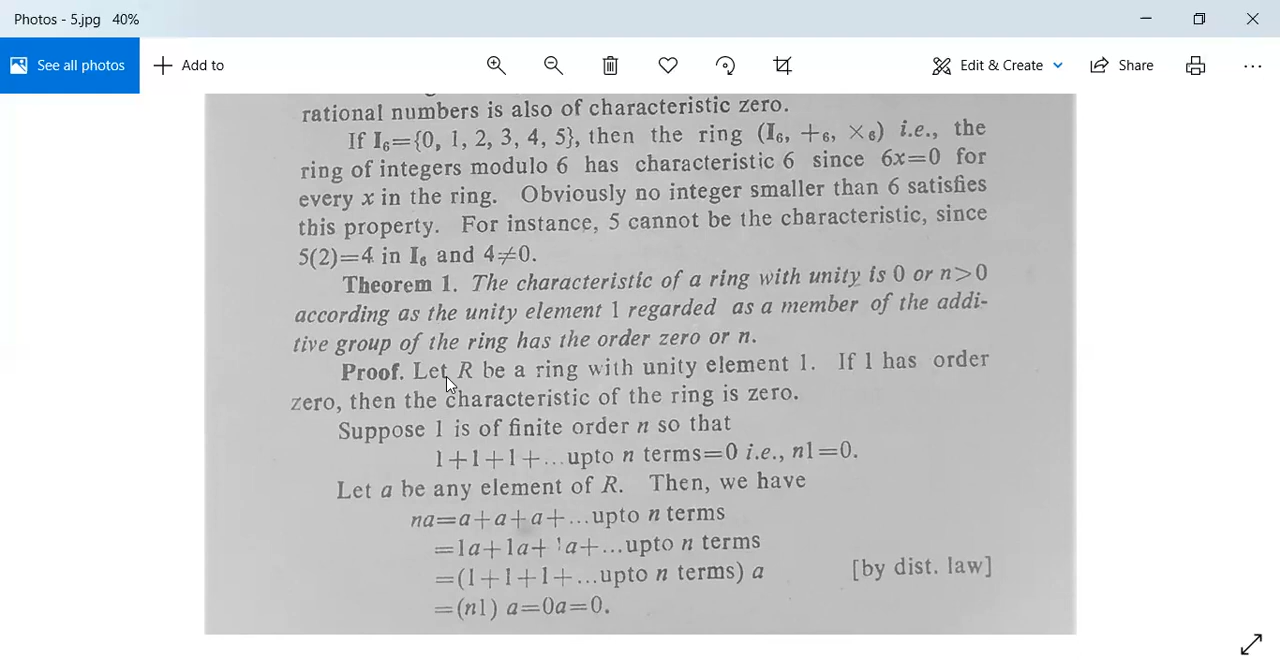 Photos - 5.jpg 40%
See all photos
Add to
Edit & Create
Share
rational numbers is also of characteristic zero.
If I₆={0, 1, 2, 3, 4, 5}, then the ring (I₆, +₆, ×₆) i.e., the
ring of integers modulo 6 has characteristic 6 since 6x=0 for
every x in the ring. Obviously no integer smaller than 6 satisfies
this property. For instance, 5 cannot be the characteristic, since
5(2)=4 in I₆ and 4≠0.
Theorem 1. The characteristic of a ring with unity is 0 or n>0
according as the unity element 1 regarded as a member of the addi-
tive group of the ring has the order zero or n.
Proof. Let R be a ring with unity element 1. If 1 has order
zero, then the characteristic of the ring is zero.
Suppose 1 is of finite order n so that
1+1+1+...upto n terms=0 i.e., n1=0.
Let a be any element of R. Then, we have
na=a+a+a+...upto n terms
=1a+1a+1a+...upto n terms
=(1+1+1+...upto n terms) a [by dist. law]
=(n1) a=0a=0.